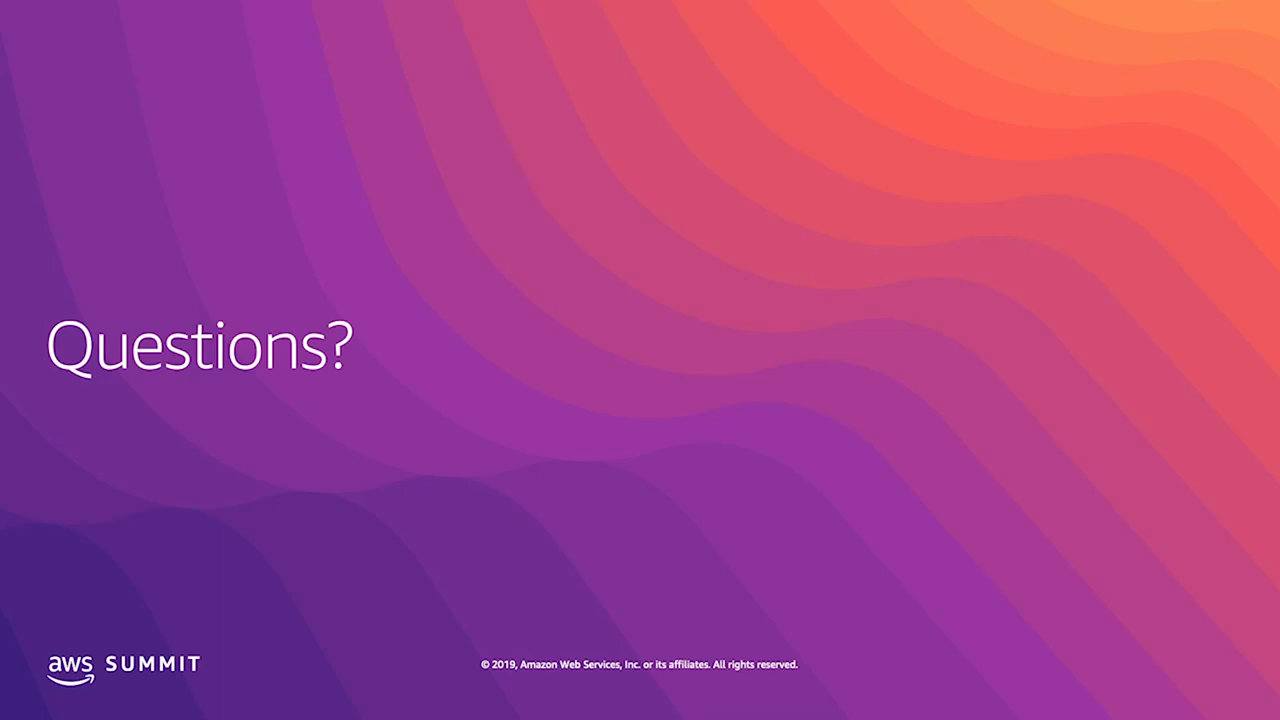 Questions?
aws SUMMIT
© 2019, Amazon Web Services, Inc. or its affiliates. All rights reserved.